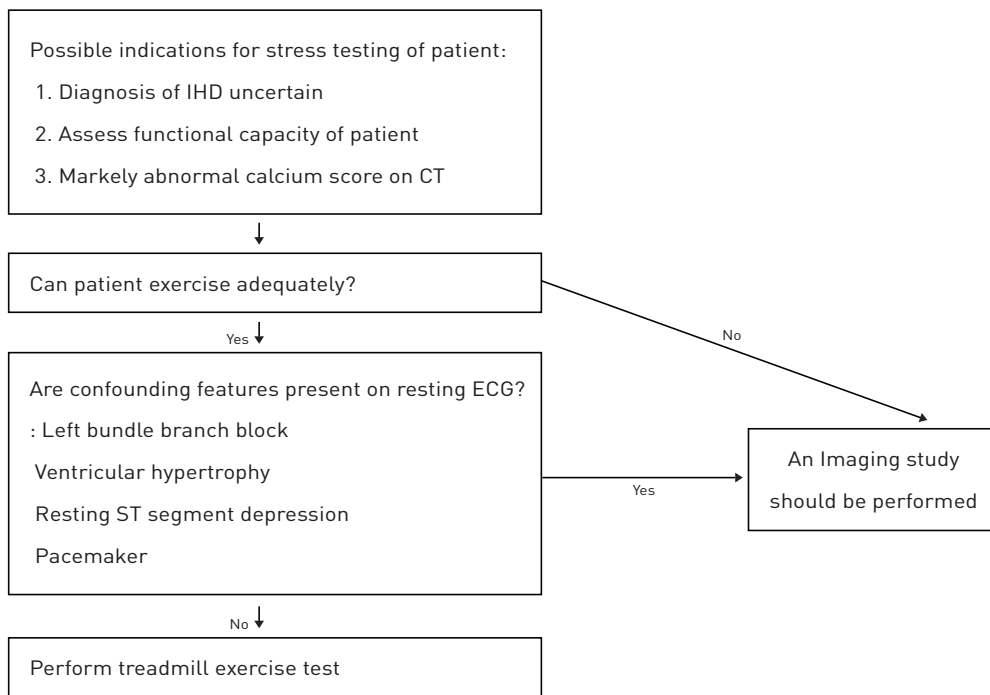 Possible indications for stress testing of patient:
1. Diagnosis of IHD uncertain
2. Assess functional capacity of patient
3. Markely abnormal calcium score on CT
Can patient exercise adequately?
No
Yes
Are confounding features present on resting ECG?
: Left bundle branch block
Ventricular hypertrophy
Resting ST segment depression
Pacemaker
Yes
An Imaging study
should be performed
No
Perform treadmill exercise test